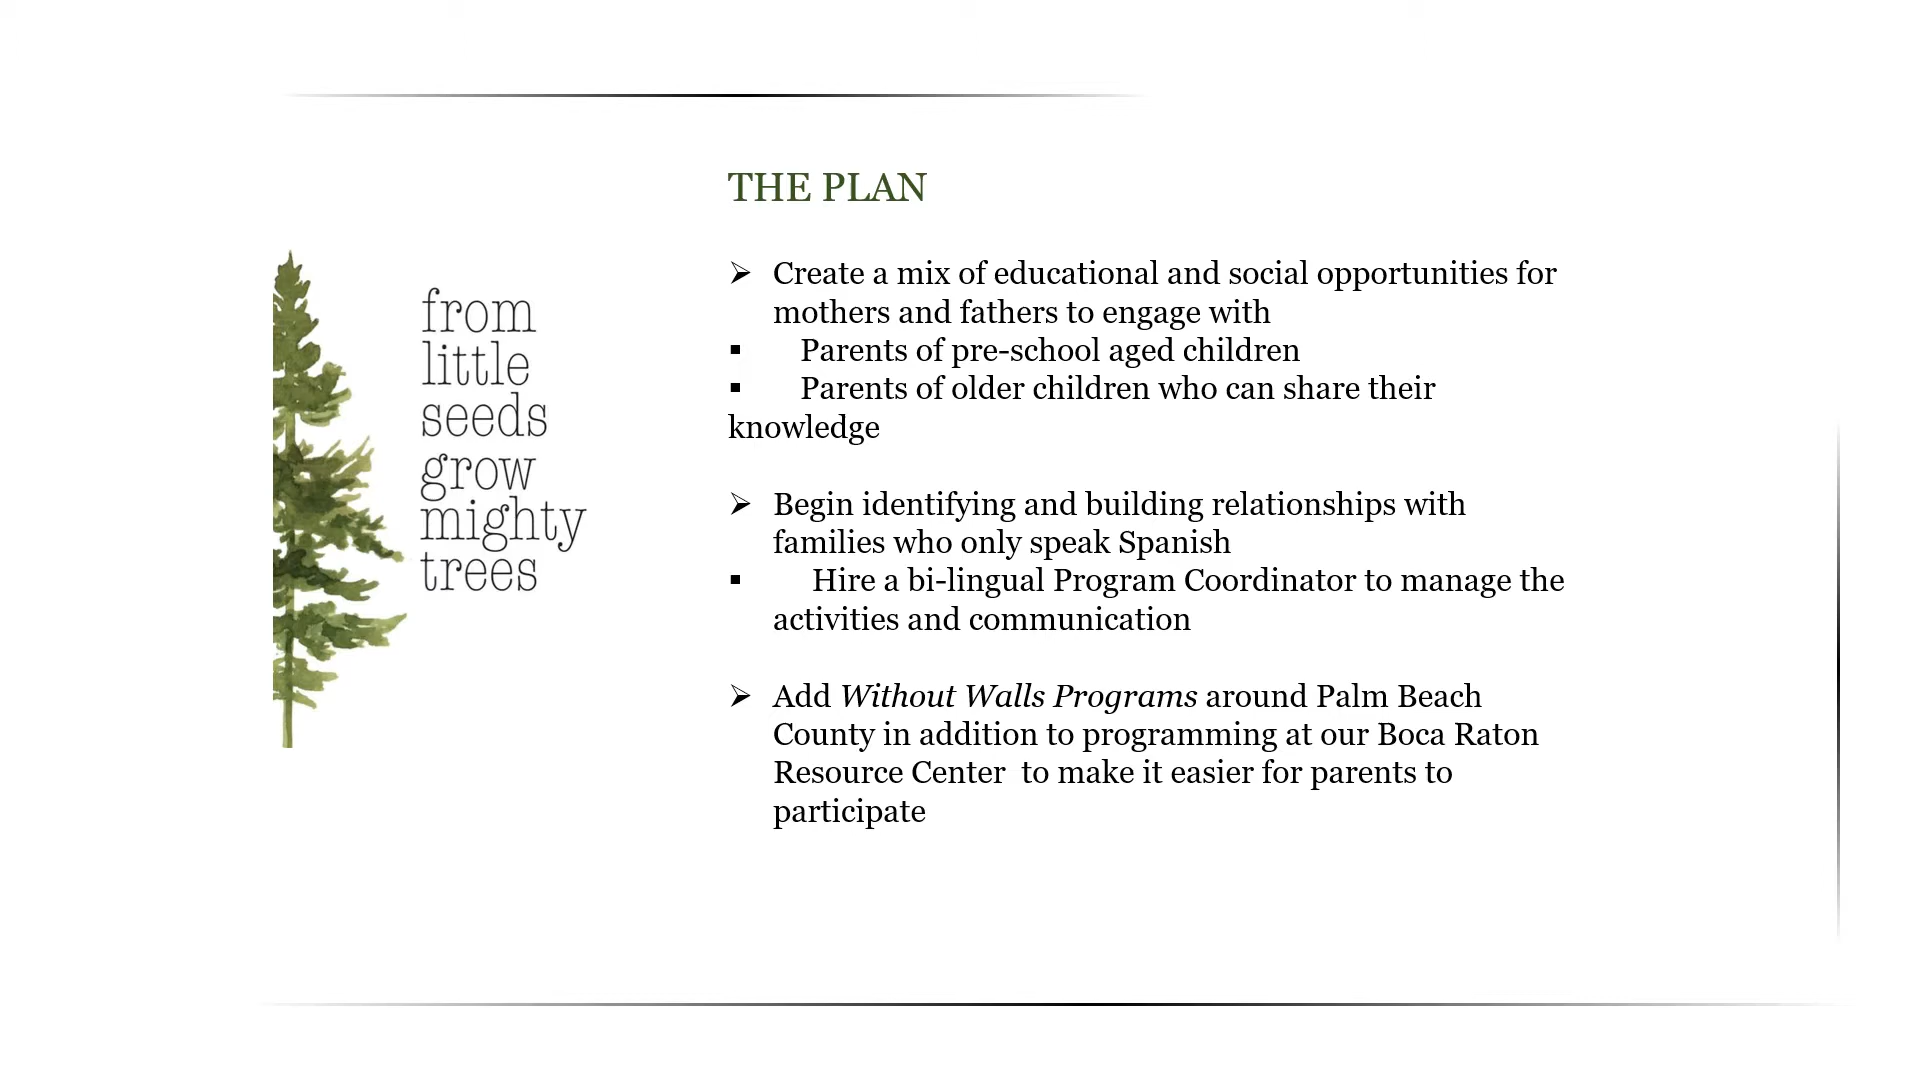 from
little
seeds
grow
mighty
trees
THE PLAN
➢ Create a mix of educational and social opportunities for
mothers and fathers to engage with
▪ Parents of pre-school aged children
▪ Parents of older children who can share their
knowledge
➢ Begin identifying and building relationships with
families who only speak Spanish
▪ Hire a bi-lingual Program Coordinator to manage the
activities and communication
➢ Add Without Walls Programs around Palm Beach
County in addition to programming at our Boca Raton
Resource Center  to make it easier for parents to
participate